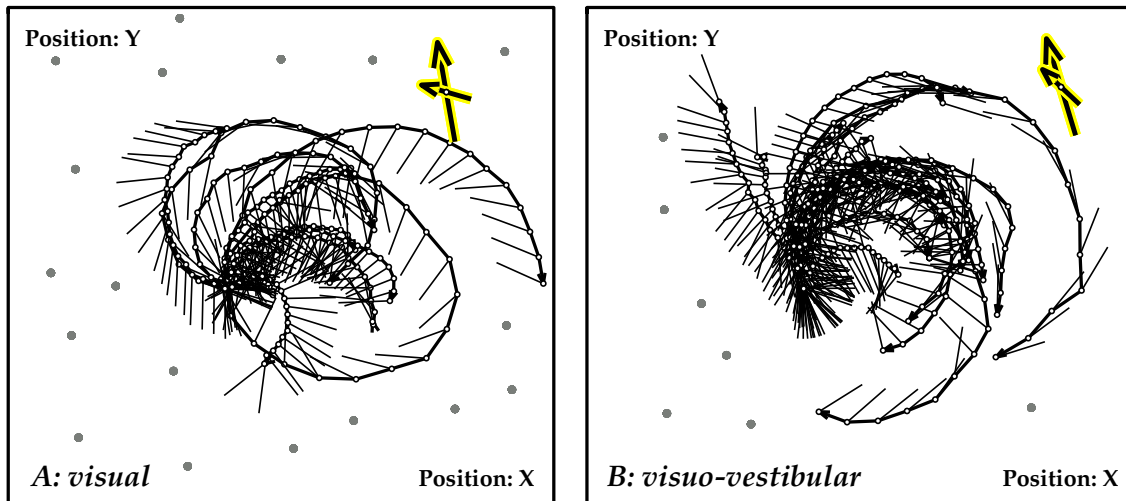 Position: Y
A: visual
Position: X
Position: Y
B: visuo-vestibular
Position: X